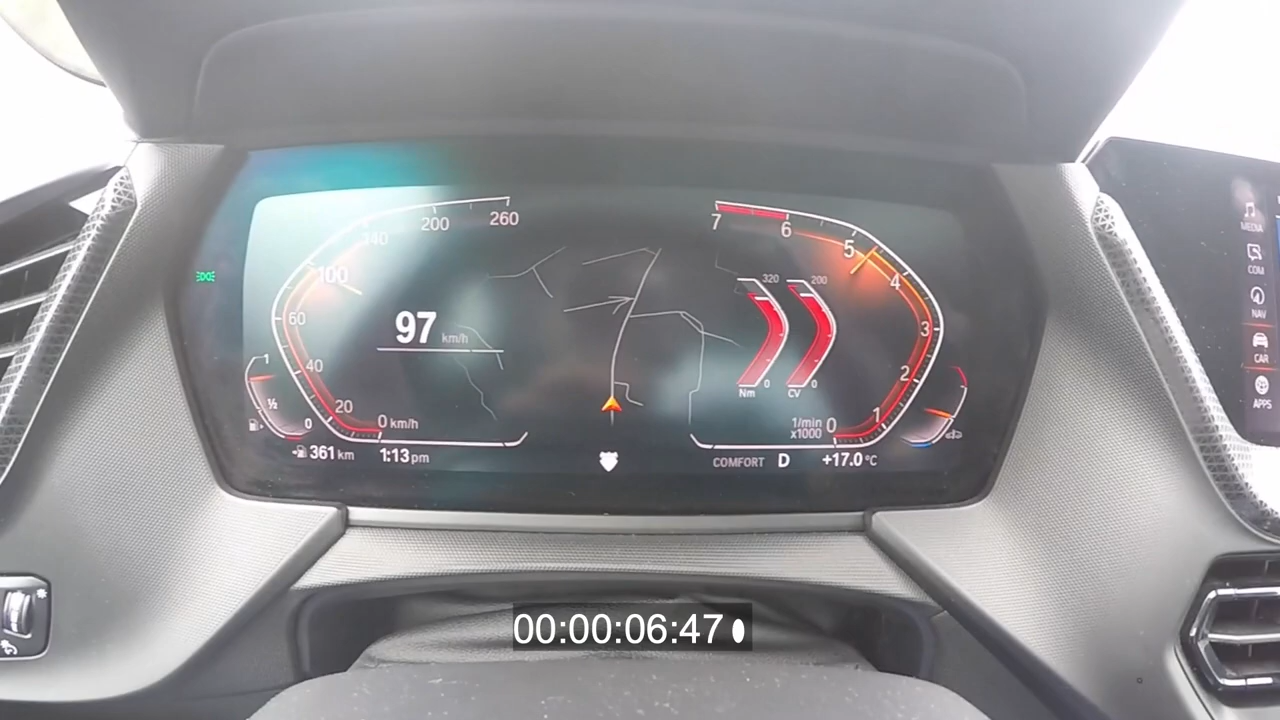 260
200
140
100
60
40
20
0 km/h
97 km/h
1
½
0
361 km
1:13 pm
7
6
5
4
3
2
1
0
1/min
x1000
320
0
Nm
200
0
CV
COMFORT D +17.0 °C
MEDIA
COM
NAV
CAR
APPS
00:00:06:47